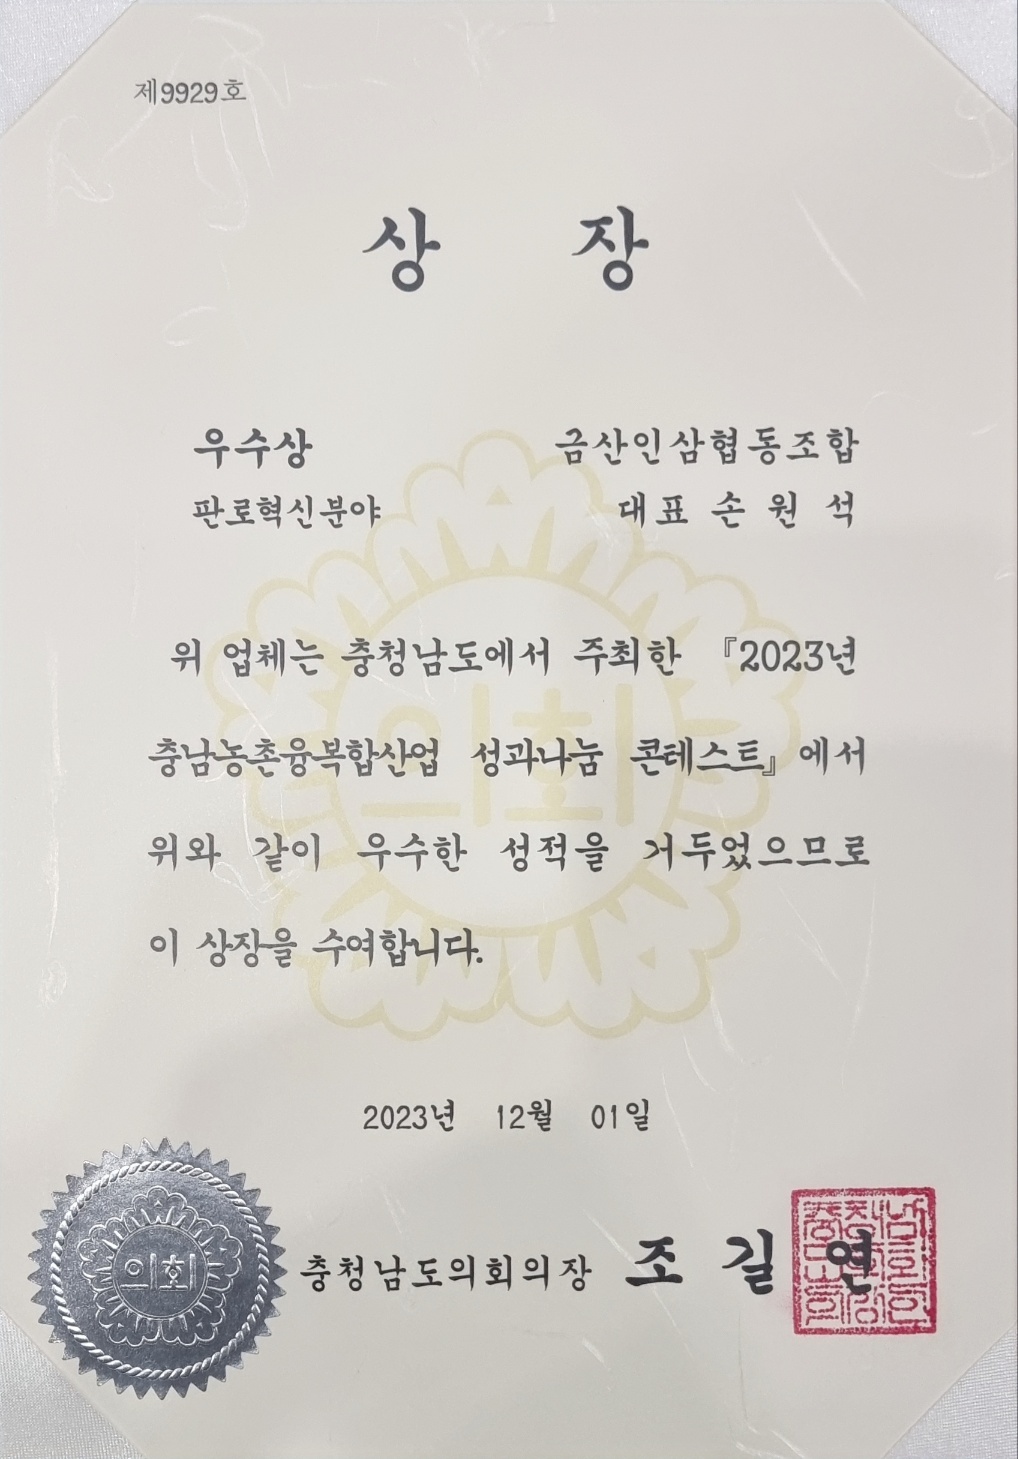 제9929호
상 장
우수상 금산인삼협동조합
판로혁신분야 대표 손 원 석
위 업체는 충청남도에서 주최한 『2023년
충남농촌융복합산업 성과나눔 콘테스트』에서
위와 같이 우수한 성적을 거두었으므로
이 상장을 수여합니다.
의회
2023년 12월 01일
의회
충청남도의회의장 조 길 연